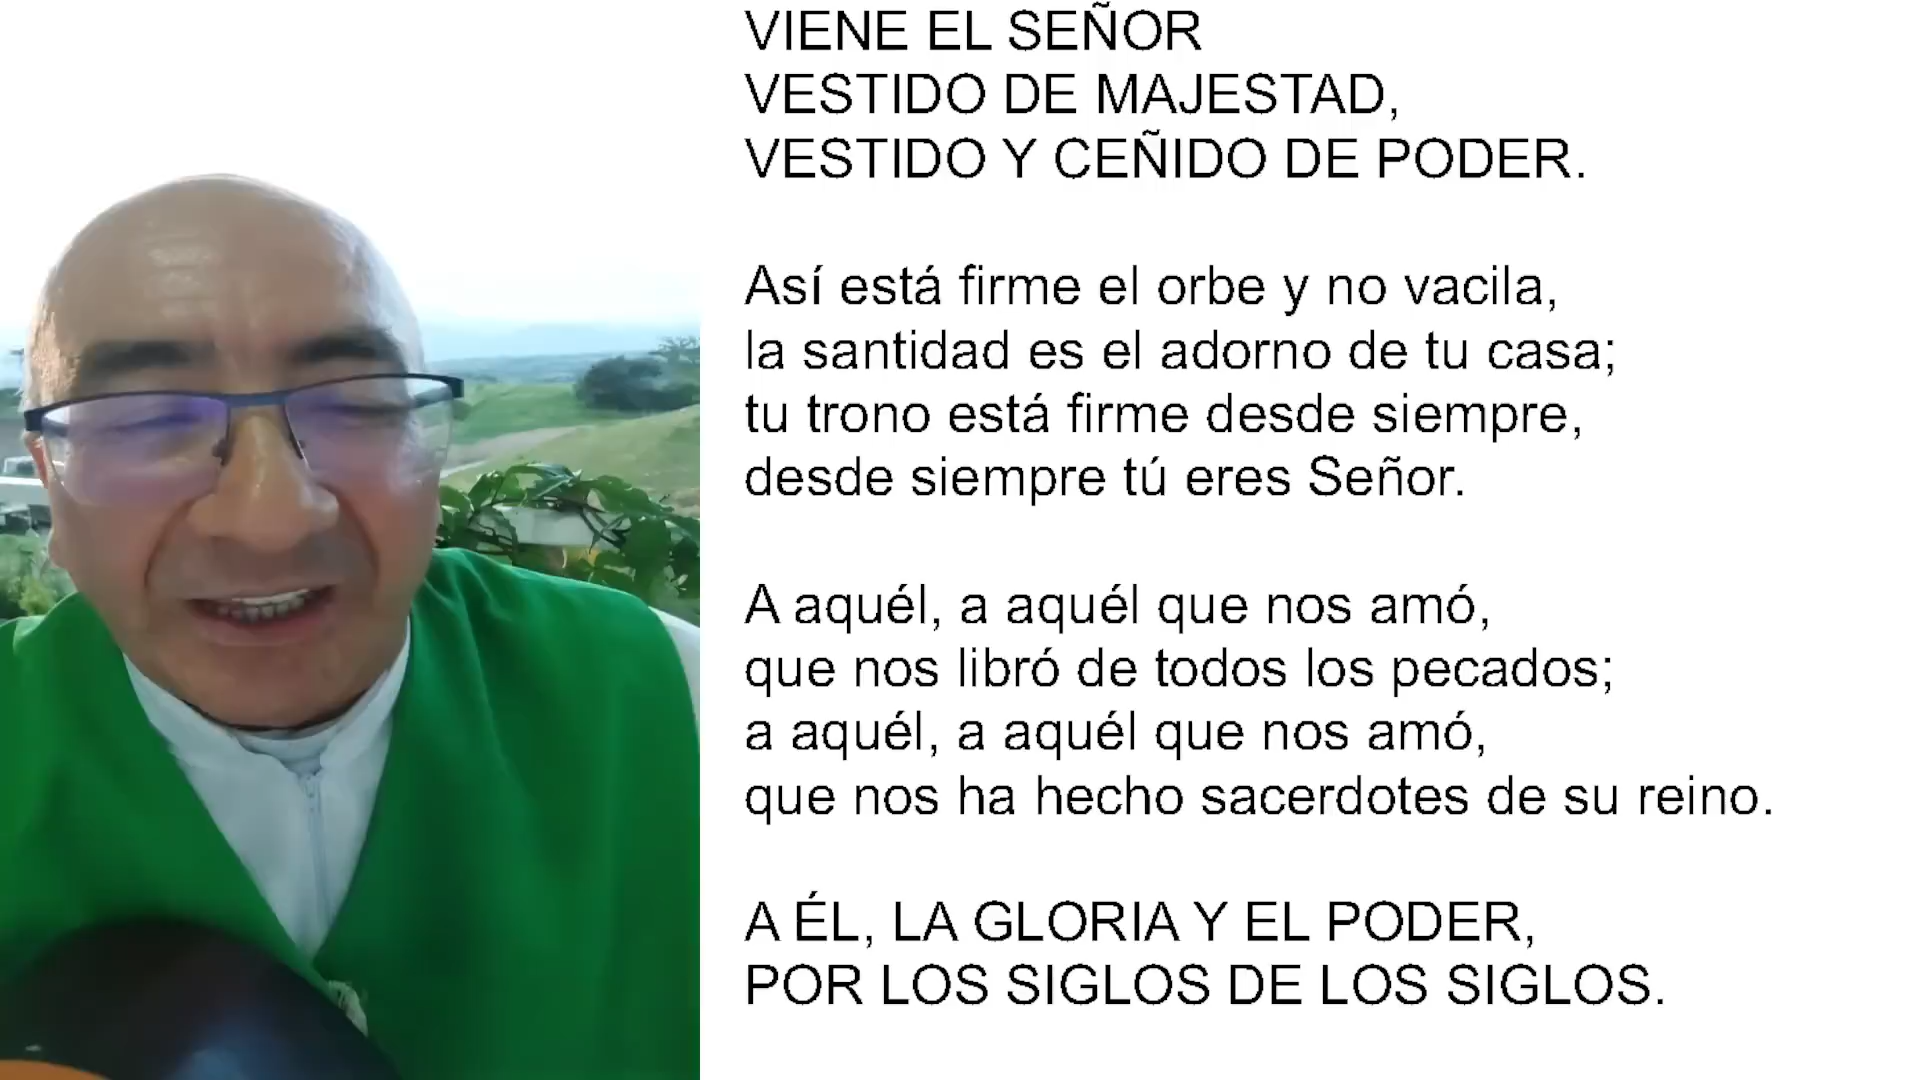 VIENE EL SEÑOR
VESTIDO DE MAJESTAD,
VESTIDO Y CEÑIDO DE PODER.
Así está firme el orbe y no vacila,
la santidad es el adorno de tu casa;
tu trono está firme desde siempre,
desde siempre tú eres Señor.
A aquél, a aquél que nos amó,
que nos libró de todos los pecados;
a aquél, a aquél que nos amó,
que nos ha hecho sacerdotes de su reino.
A ÉL, LA GLORIA Y EL PODER,
POR LOS SIGLOS DE LOS SIGLOS.